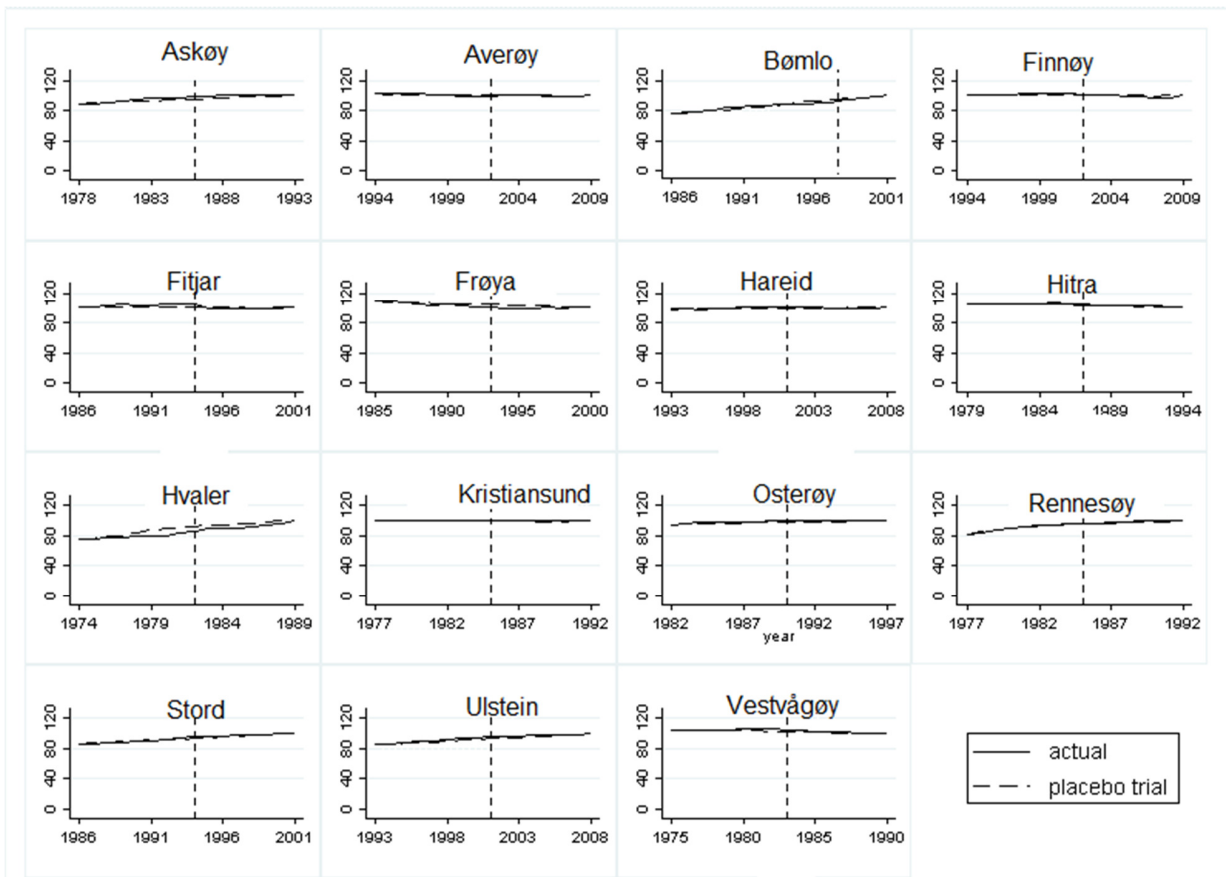 Askøy
120
80
40
0
1978 1983 1988 1993
Averøy
120
80
40
0
1994 1999 2004 2009
Bømlo
120
80
40
0
1986 1991 1996 2001
Finnøy
120
80
40
0
1994 1999 2004 2009
Fitjar
120
80
40
0
1986 1991 1996 2001
Frøya
120
80
40
0
1985 1990 1995 2000
Hareid
120
80
40
0
1993 1998 2003 2008
Hitra
120
80
40
0
1979 1984 1989 1994
Hvaler
120
80
40
0
1974 1979 1984 1989
Kristiansund
120
80
40
0
1977 1982 1987 1992
Osterøy
120
80
40
0
1982 1987 1992 1997
year
Rennesøy
120
80
40
0
1977 1982 1987 1992
Stord
120
80
40
0
1986 1991 1996 2001
Ulstein
120
80
40
0
1993 1998 2003 2008
Vestvågøy
120
80
40
0
1975 1980 1985 1990
actual
placebo trial